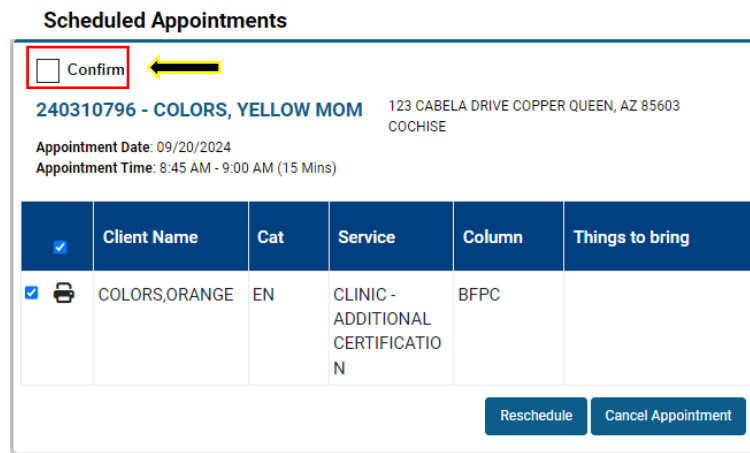 Scheduled Appointments
Confirm
240310796 - COLORS, YELLOW MOM
123 CABELA DRIVE COPPER QUEEN, AZ 85603
COCHISE
Appointment Date: 09/20/2024
Appointment Time: 8:45 AM - 9:00 AM (15 Mins)
Client Name Cat Service Column Things to bring
COLORS,ORANGE EN CLINIC - BFPC
ADDITIONAL
CERTIFICATIO
N
Reschedule Cancel Appointment